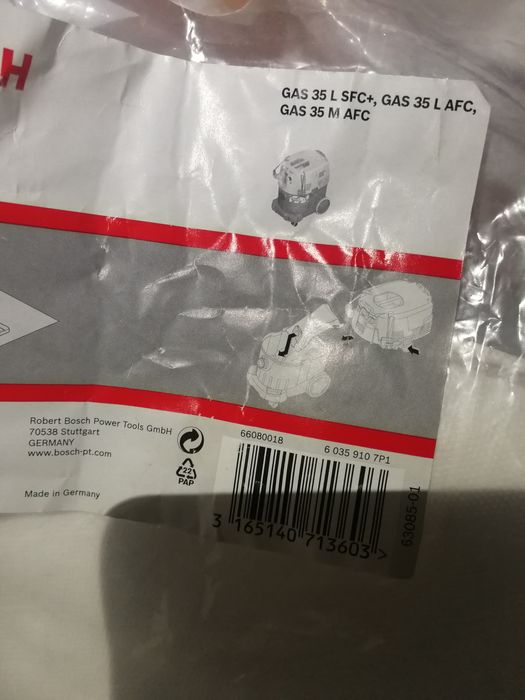 H
GAS 35 L SFC+, GAS 35 L AFC,
GAS 35 M AFC
Robert Bosch Power Tools GmbH
70538 Stuttgart
GERMANY
www.bosch-pt.com
Made in Germany
22
PAP
66080018
6 035 910 7P1
3 165140 713603 >
63085-01